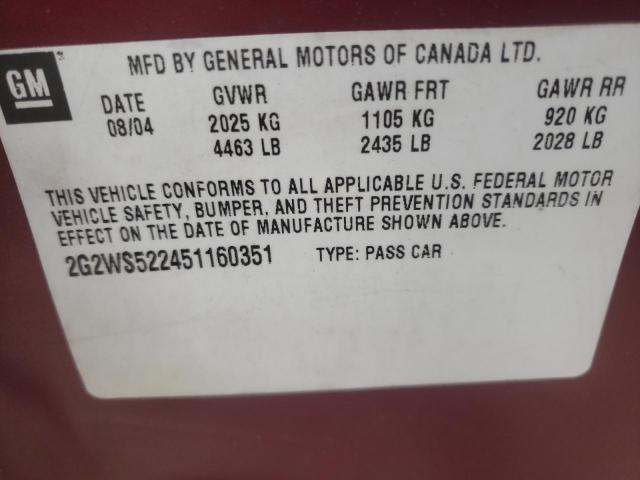 GM
MFD BY GENERAL MOTORS OF CANADA LTD.
DATE GVWR GAWR FRT GAWR RR
08/04 2025 KG 1105 KG 920 KG
4463 LB 2435 LB 2028 LB
THIS VEHICLE CONFORMS TO ALL APPLICABLE U.S. FEDERAL MOTOR
VEHICLE SAFETY, BUMPER, AND THEFT PREVENTION STANDARDS IN
EFFECT ON THE DATE OF MANUFACTURE SHOWN ABOVE.
2G2WS522451160351 TYPE: PASS CAR